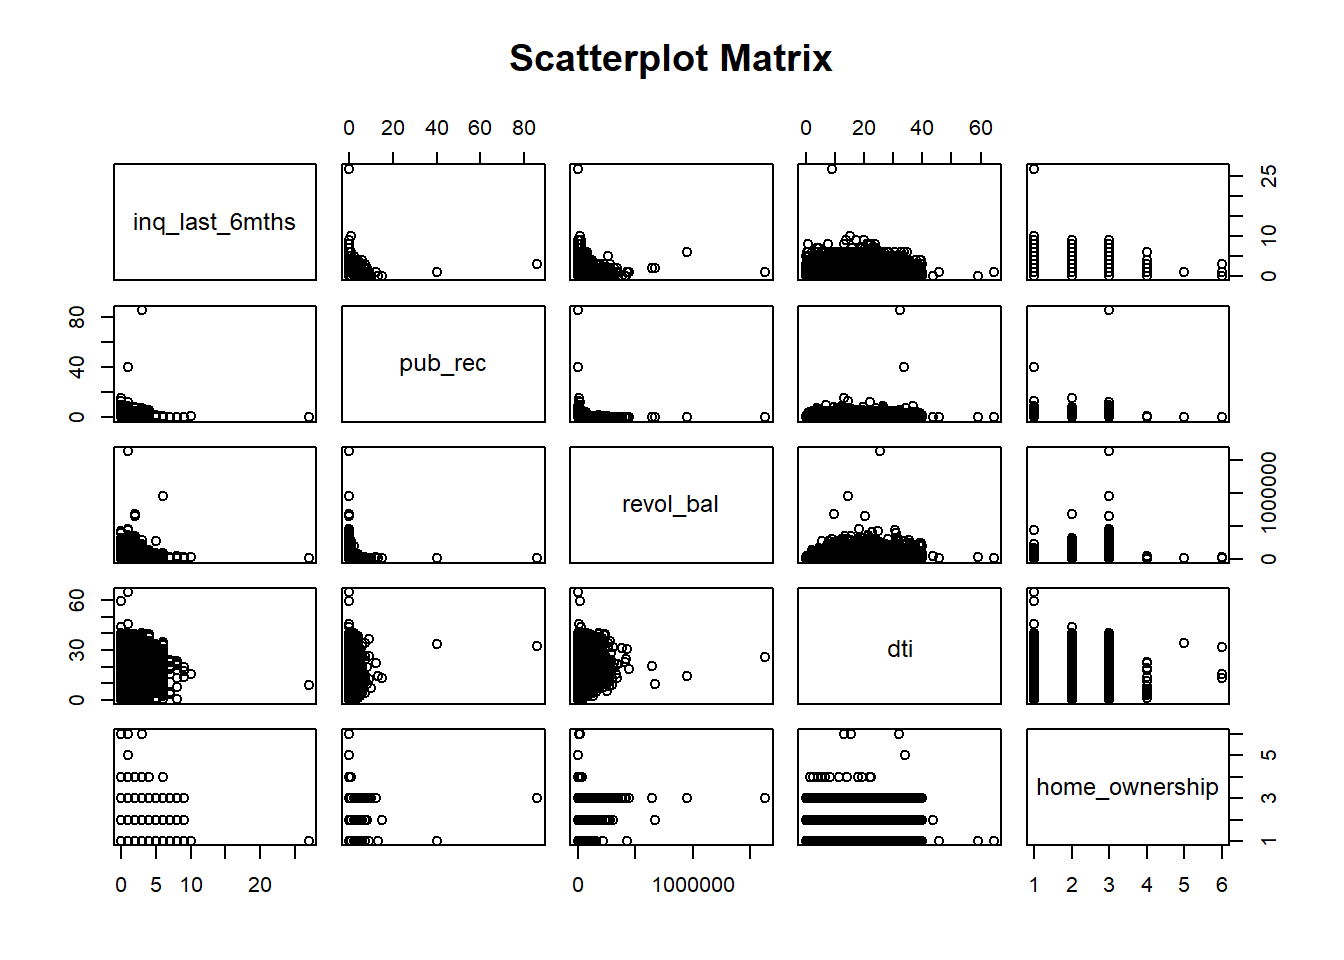 Scatterplot Matrix
0 20 40 60 80
0 20 40 60
inq_last_6mths
0 10 25
0 40 80
pub_rec
revol_bal
0 1000000
0 30 60
dti
home_ownership
1 3 5
0 5 10 20
0 1000000
1 2 3 4 5 6